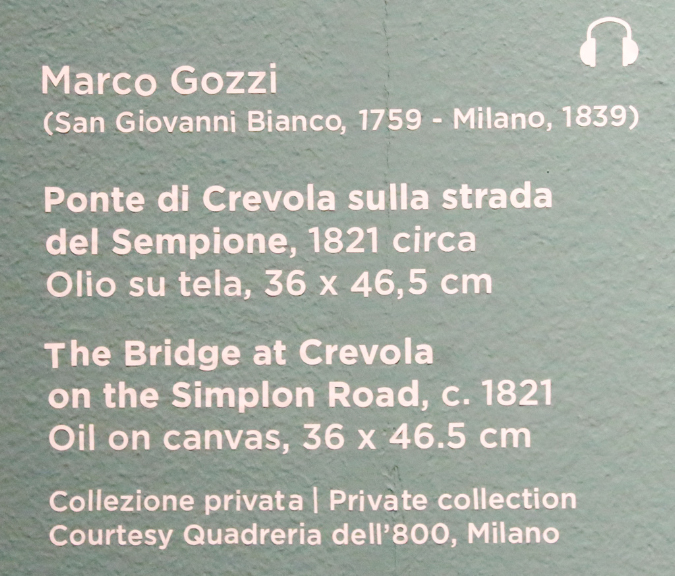 Marco Gozzi
(San Giovanni Bianco, 1759 - Milano, 1839)
Ponte di Crevola sulla strada
del Sempione, 1821 circa
Olio su tela, 36 x 46,5 cm
The Bridge at Crevola
on the Simplon Road, c. 1821
Oil on canvas, 36 x 46.5 cm
Collezione privata | Private collection
Courtesy Quadreria dell'800, Milano